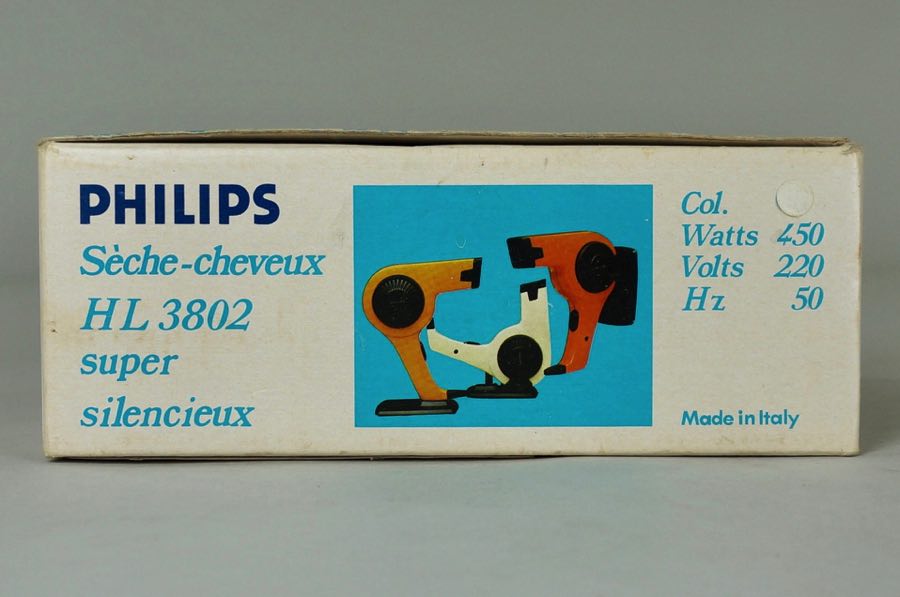 PHILIPS
Sèche-cheveux
HL 3802
super
silencieux
Col.
Watts 450
Volts 220
Hz 50
Made in Italy